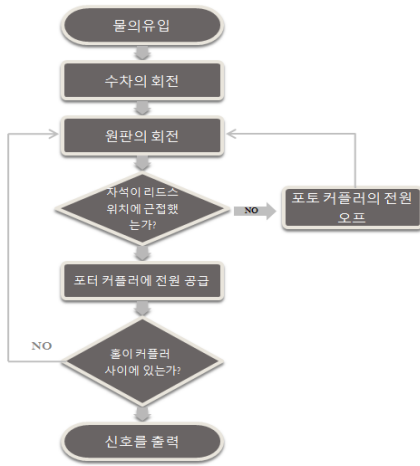 물의유입
수차의 회전
원판의 회전
자석이 리드스
위치에 근접했
는가?
NO
포토 커플러의 전원
오프
포터 커플러에 전원 공급
홀이 커플러
사이에 있는가?
NO
신호를 출력